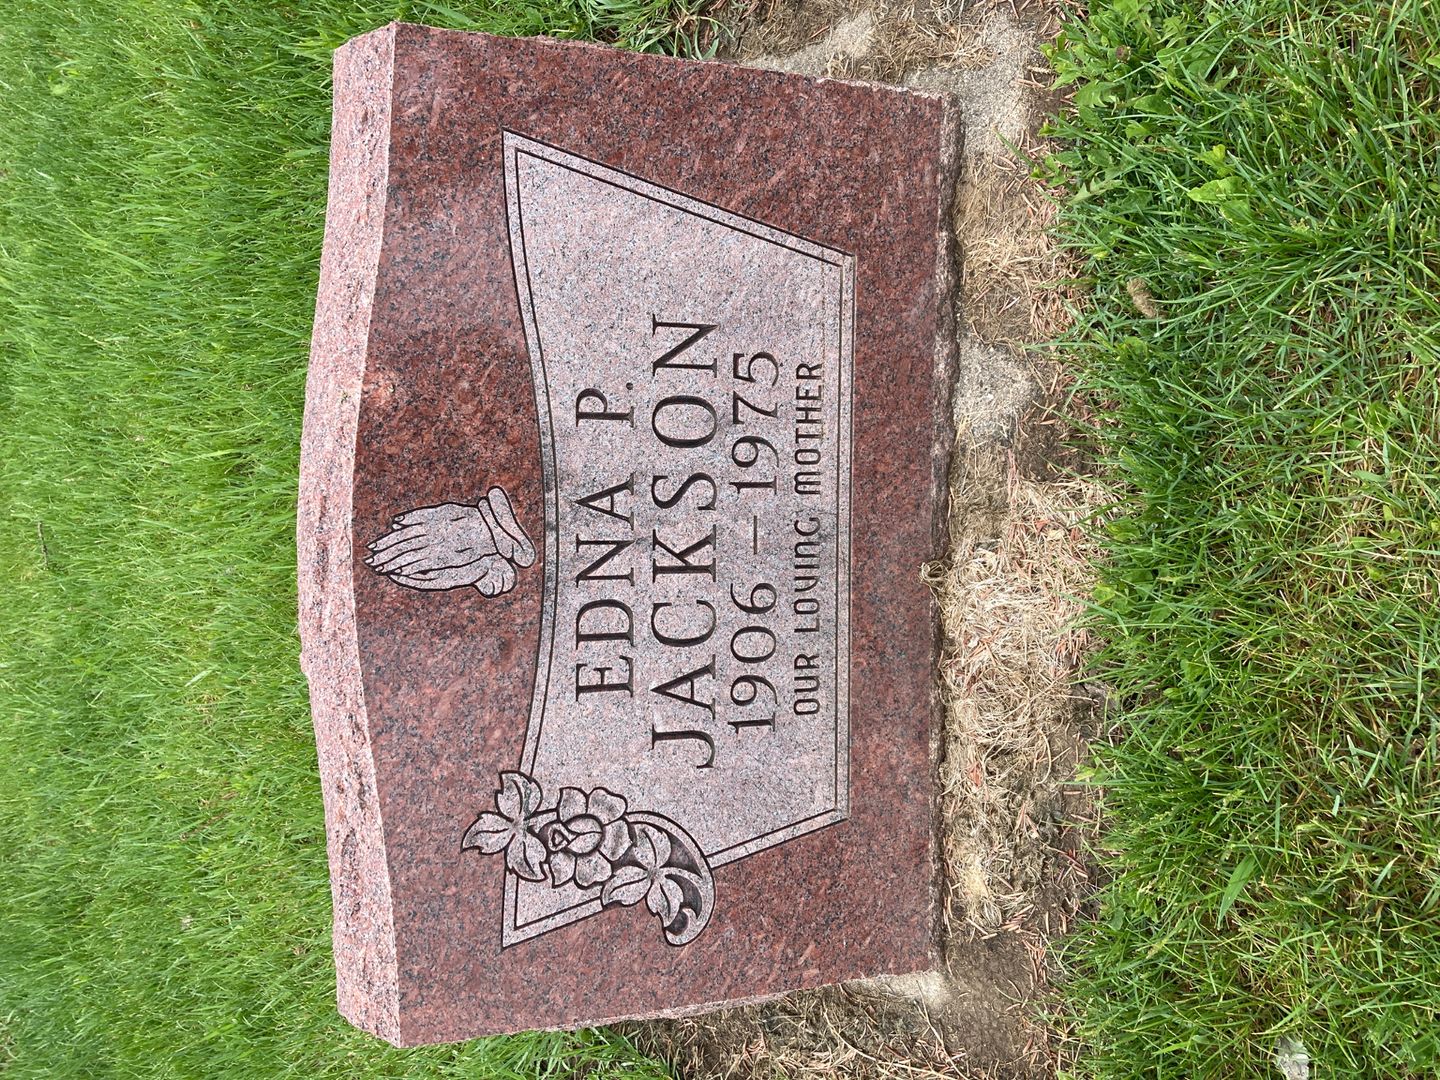 EDNA P.
JACKSON
1906 – 1975
OUR LOVING MOTHER